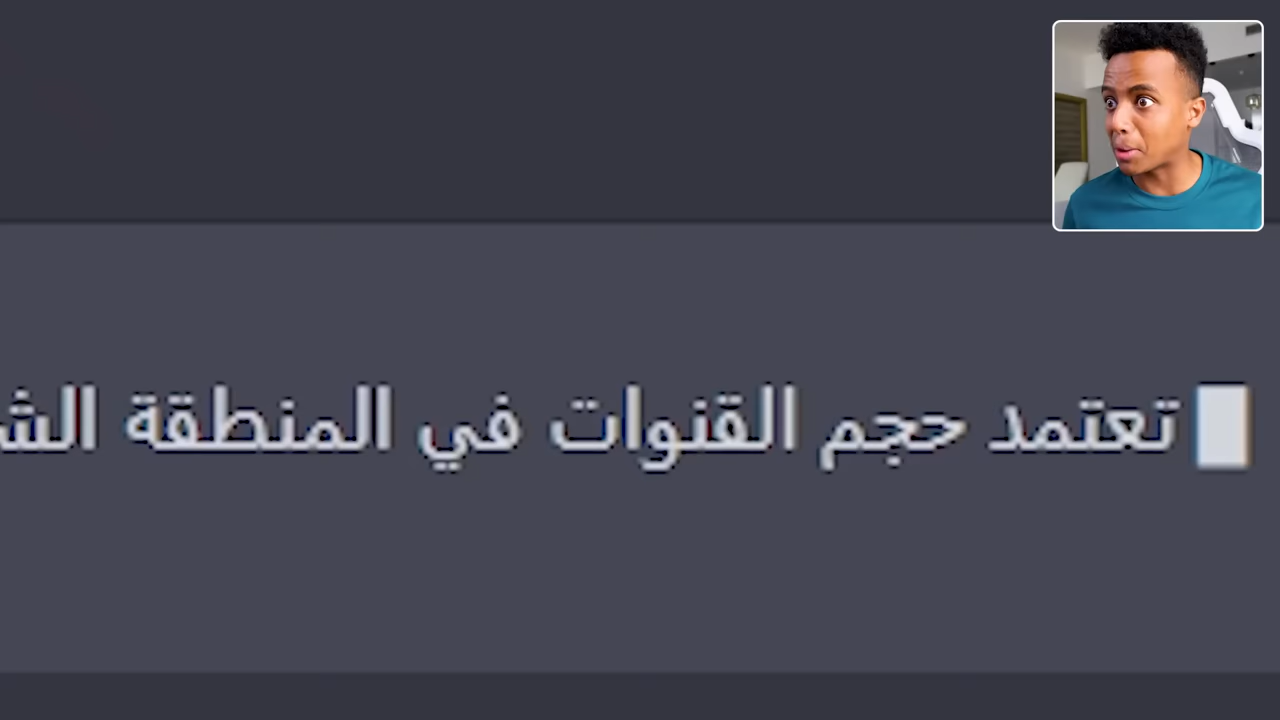 تعتمد حجم القنوات في المنطقة